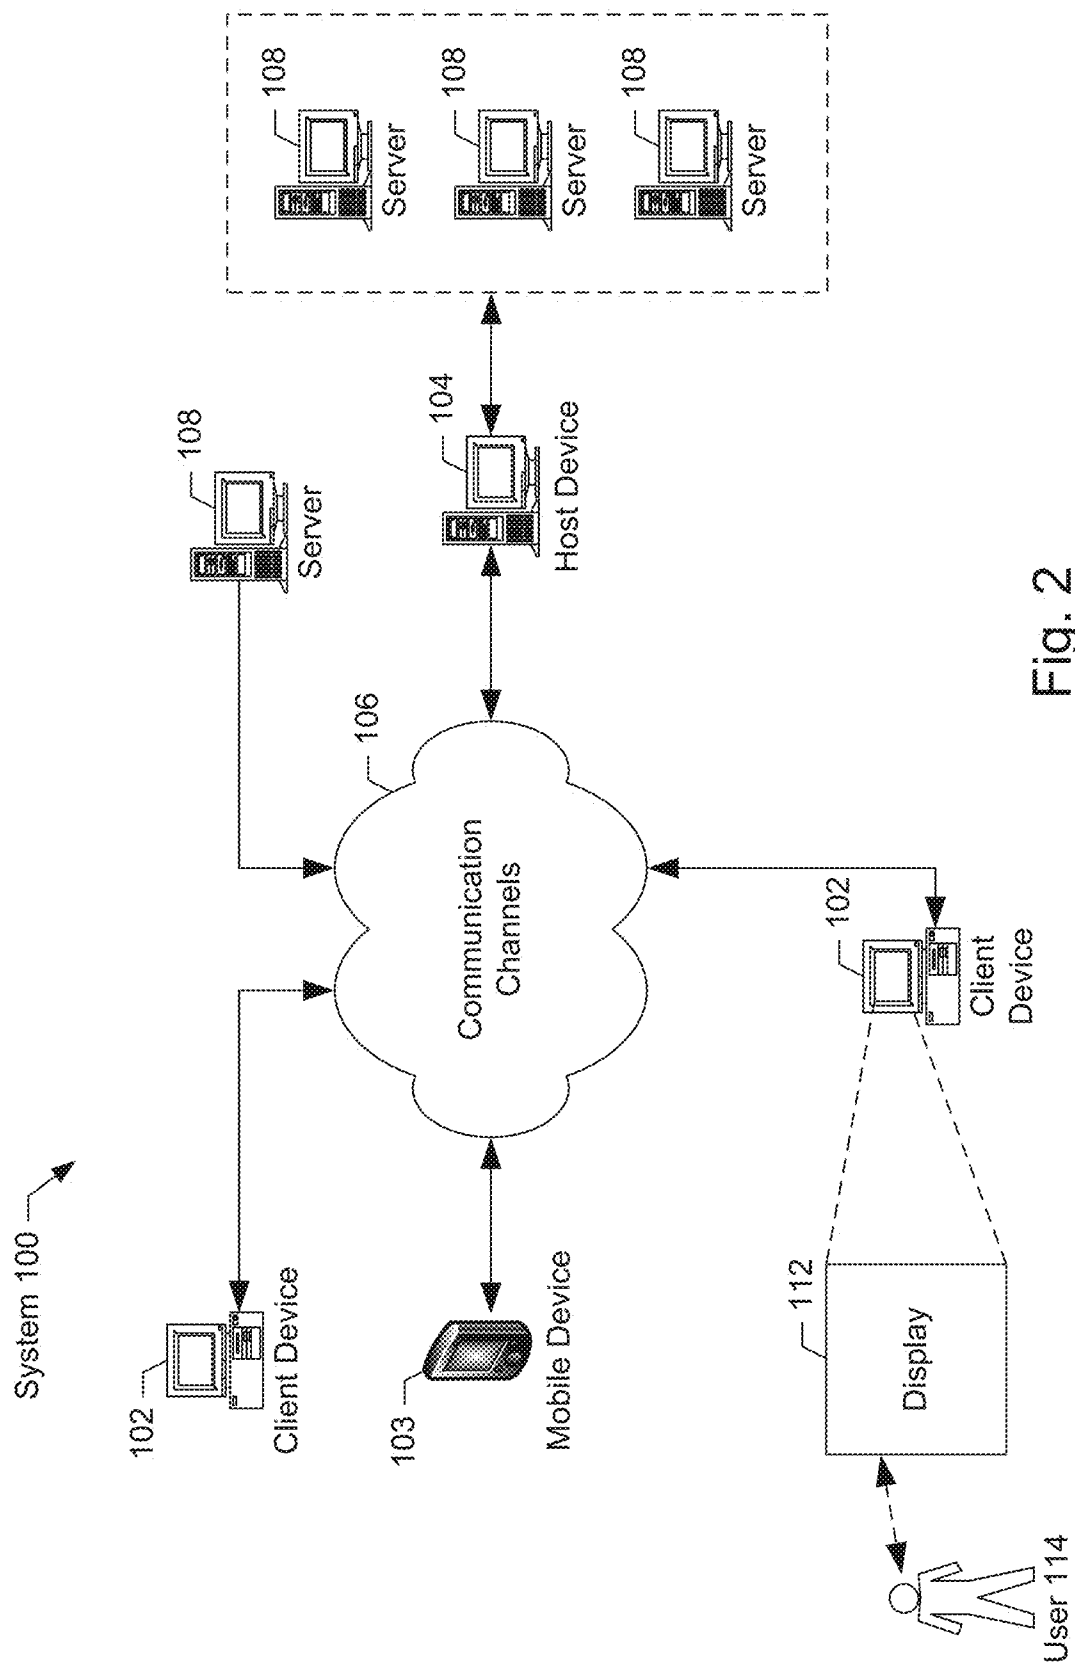 System 100
102
Client Device
108
Server
103
Mobile Device
106
Communication
Channels
104
Host Device
108
Server
108
Server
108
Server
User 114
112
Display
102
Client
Device
Fig. 2